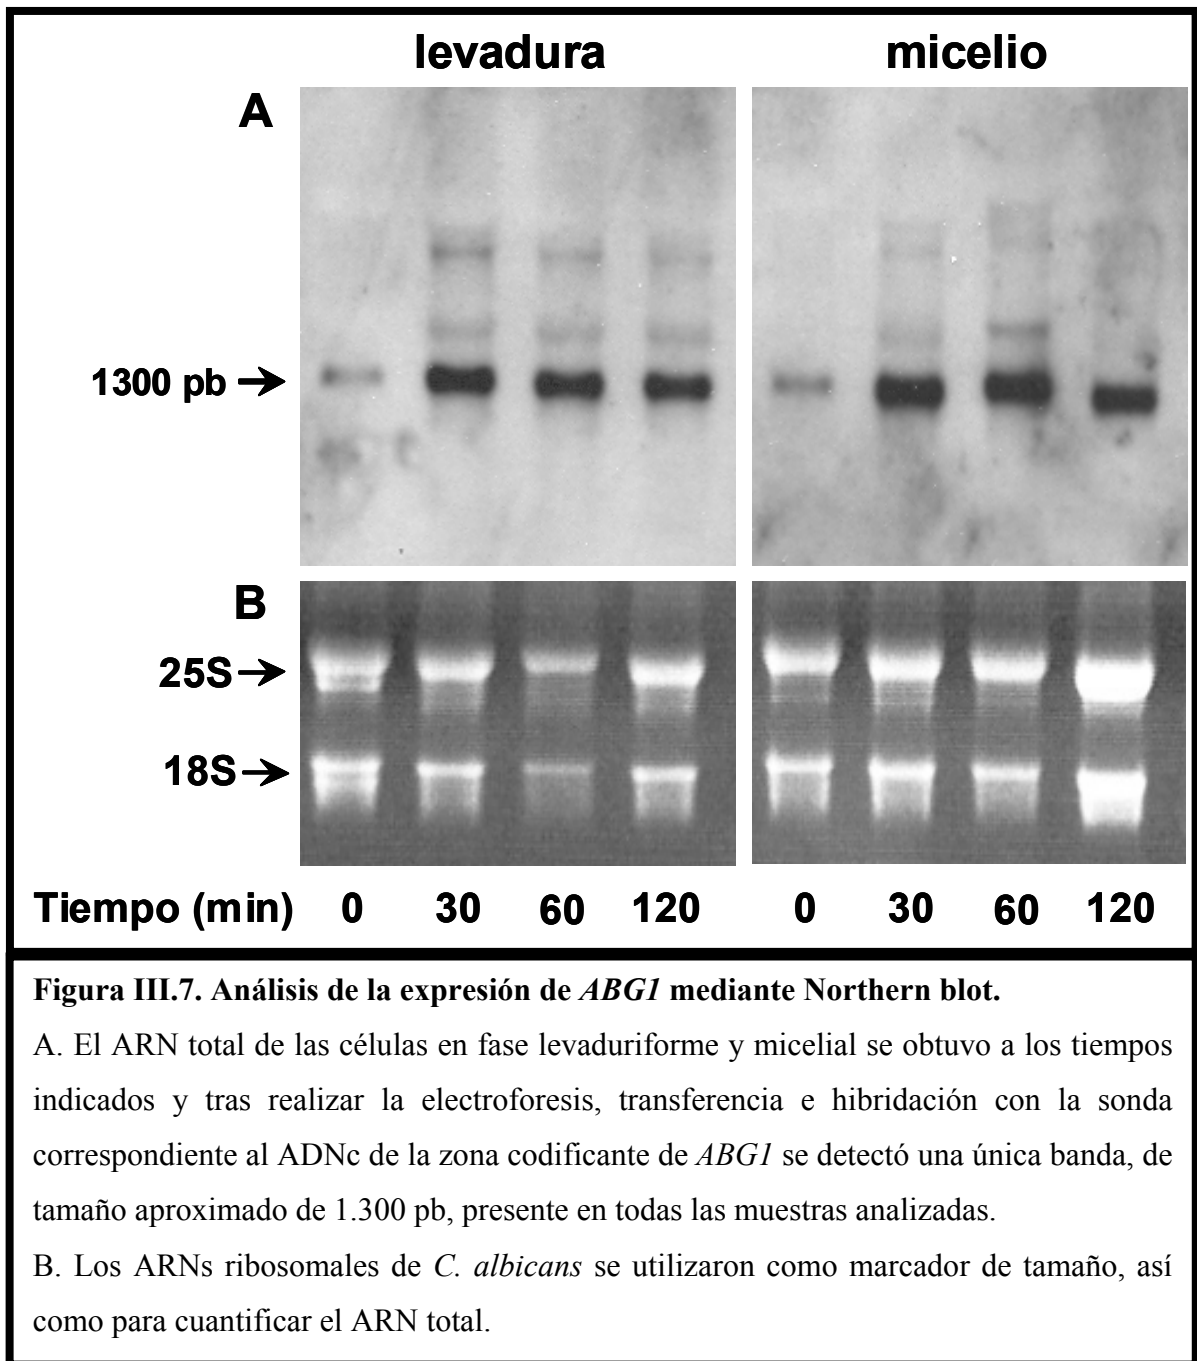 levadura micelio
A
1300 pb
B
25S
18S
Tiempo (min) 0 30 60 120 0 30 60 120
Figura III.7. Análisis de la expresión de ABG1 mediante Northern blot.
A. El ARN total de las células en fase levaduriforme y micelial se obtuvo a los tiempos
indicados y tras realizar la electroforesis, transferencia e hibridación con la sonda
correspondiente al ADNc de la zona codificante de ABG1 se detectó una única banda, de
tamaño aproximado de 1.300 pb, presente en todas las muestras analizadas.
B. Los ARNs ribosomales de C. albicans se utilizaron como marcador de tamaño, así
como para cuantificar el ARN total.